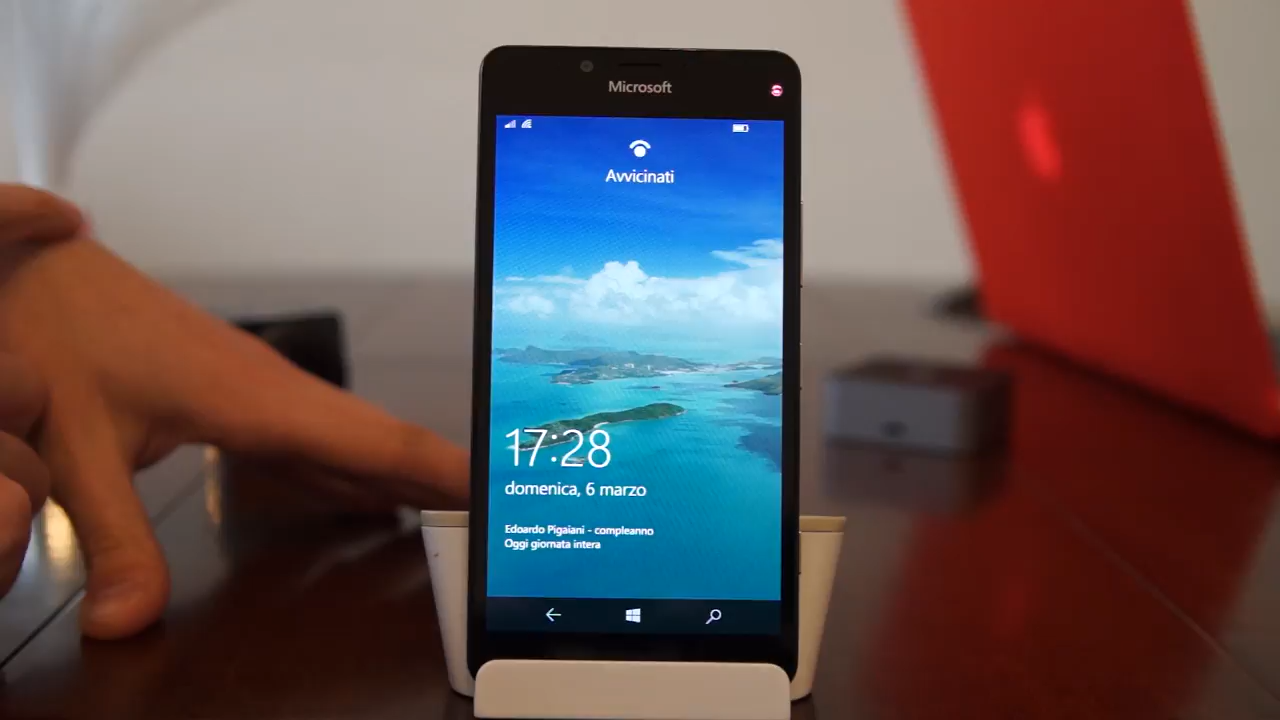 Microsoft
Avvicinati
17:28
domenica, 6 marzo
Edoardo Pigaiani - compleanno
Oggi giornata intera